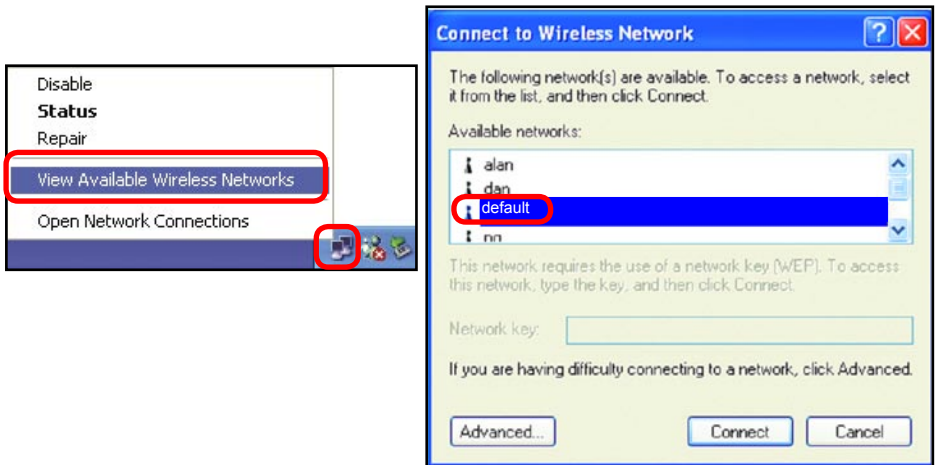 Disable
Status
Repair
View Available Wireless Networks
Open Network Connections
Connect to Wireless Network
The following network(s) are available. To access a network, select
it from the list, and then click Connect.
Available networks:
alan
dan
default
This network requires the use of a network key (WEP). To access
this network, type the key, and then click Connect.
Network key:
If you are having difficulty connecting to a network, click Advanced.
Advanced...
Connect
Cancel